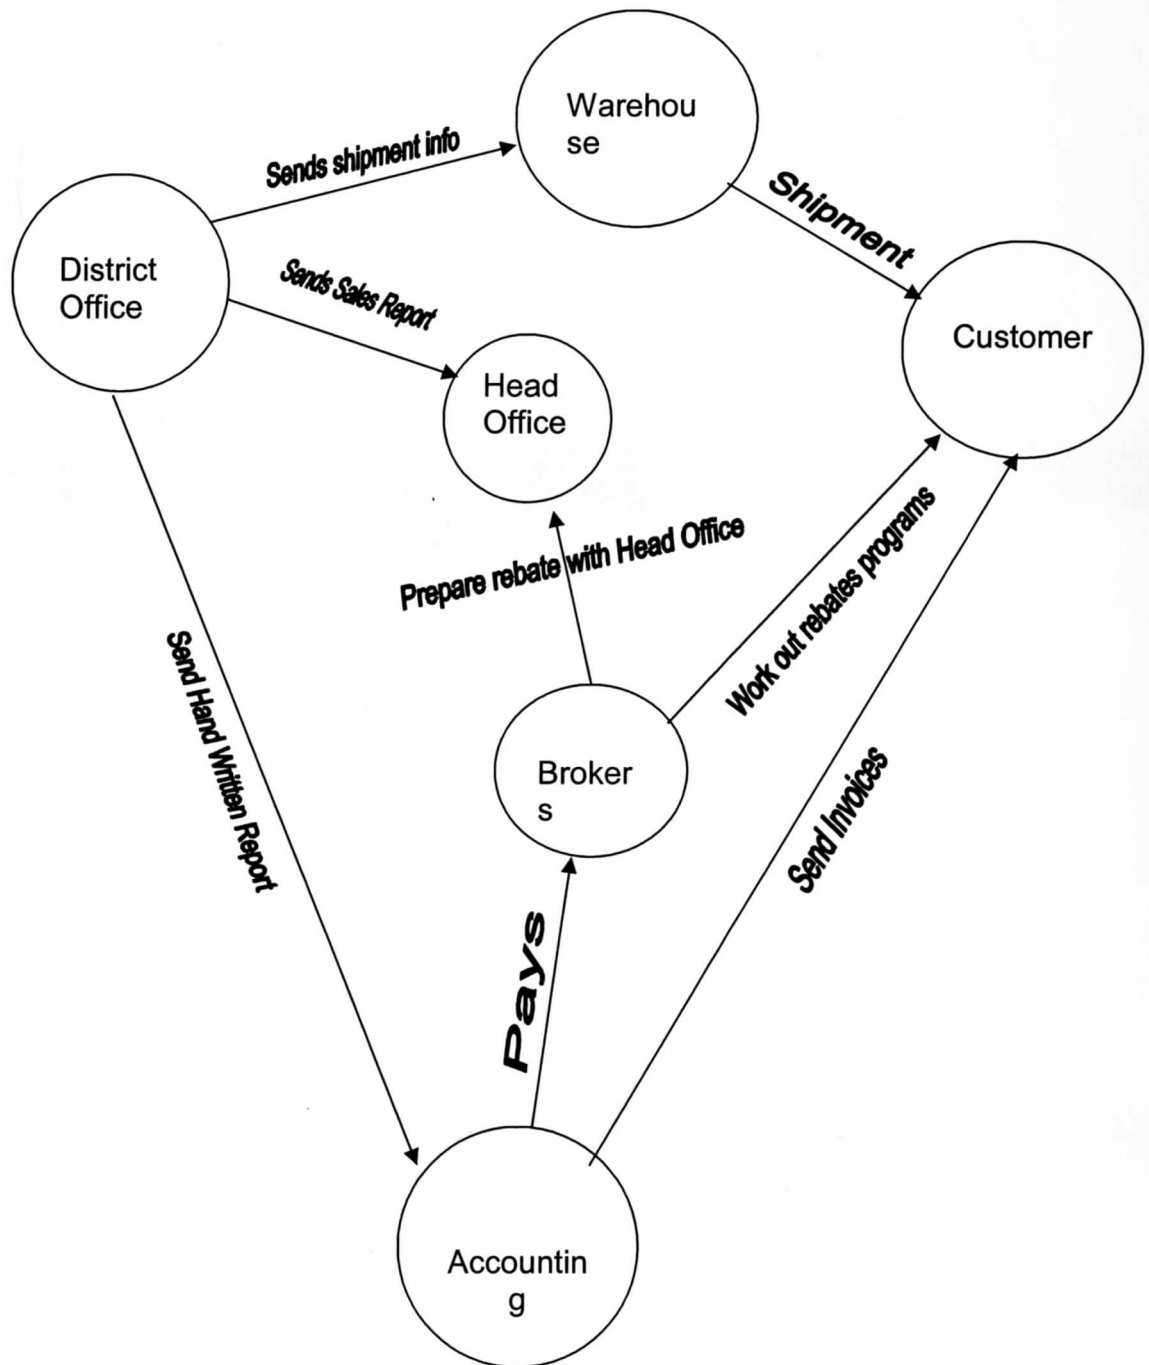 Warehou
se
Sends shipment info
Shipment
District
Office
Sends Sales Report
Customer
Head
Office
Prepare rebate with Head Office
Work out rebates programs
Send Hand Written Report
Broker
s
Send Invoices
Pays
Accountin
g